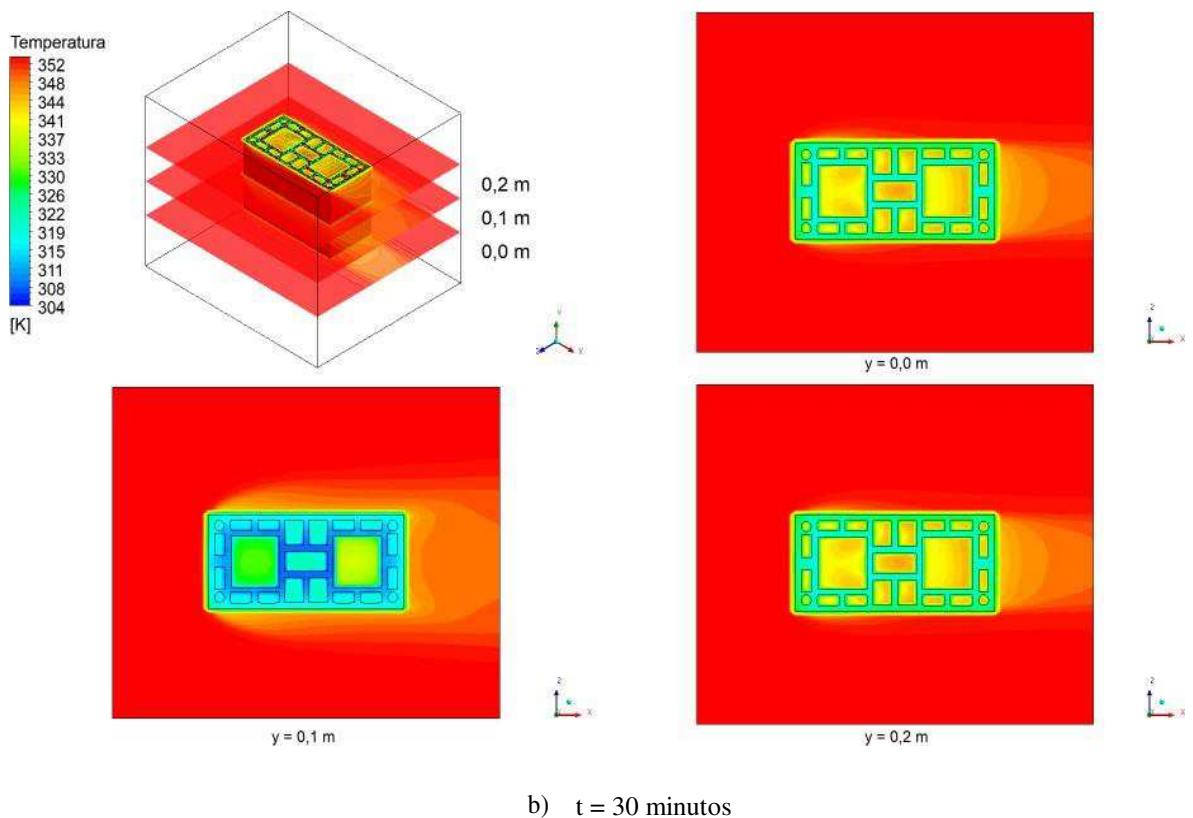 Temperatura
352
348
344
341
337
333
330
326
322
319
315
311
308
304
[K]
0,2 m
0,1 m
0,0 m
Y
X
Z
X
y = 0,0 m
Z
X
y = 0,1 m
Z
X
y = 0,2 m
b) t = 30 minutos